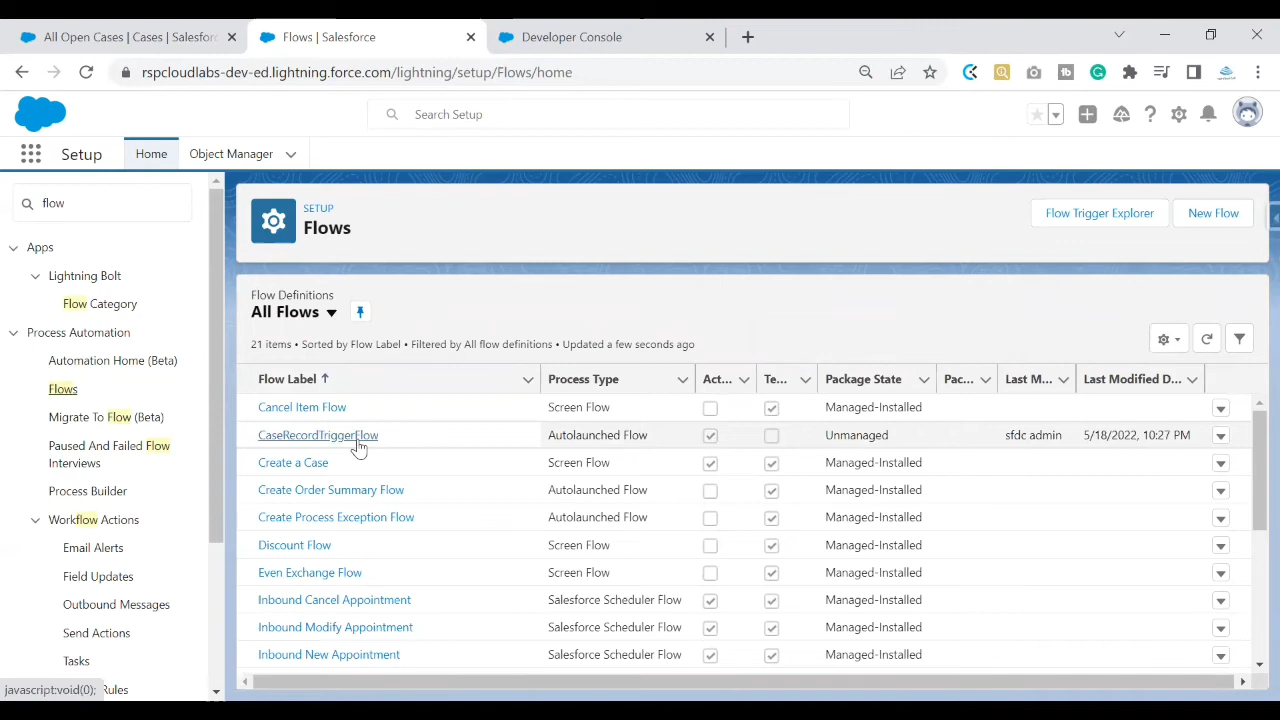 All Open Cases | Cases | Salesforc
Flows | Salesforce
Developer Console
rspcloudlabs-dev-ed.lightning.force.com/lightning/setup/Flows/home
Search Setup
Setup
Home
Object Manager
flow
Apps
Lightning Bolt
Flow Category
Process Automation
Automation Home (Beta)
Flows
Migrate To Flow (Beta)
Paused And Failed Flow
Interviews
Process Builder
Workflow Actions
Email Alerts
Field Updates
Outbound Messages
Send Actions
Tasks
Rules
javascript:void(0);
SETUP
Flows
Flow Trigger Explorer
New Flow
Flow Definitions
All Flows
21 items • Sorted by Flow Label • Filtered by All flow definitions • Updated a few seconds ago
Flow Label Process Type Act... Te... Package State Pac... Last M... Last Modified D...
Cancel Item Flow Screen Flow Managed-Installed
CaseRecordTriggerFlow Autolaunched Flow Unmanaged sfdc admin 5/18/2022, 10:27 PM
Create a Case Screen Flow Managed-Installed
Create Order Summary Flow Autolaunched Flow Managed-Installed
Create Process Exception Flow Autolaunched Flow Managed-Installed
Discount Flow Screen Flow Managed-Installed
Even Exchange Flow Screen Flow Managed-Installed
Inbound Cancel Appointment Salesforce Scheduler Flow Managed-Installed
Inbound Modify Appointment Salesforce Scheduler Flow Managed-Installed
Inbound New Appointment Salesforce Scheduler Flow Managed-Installed